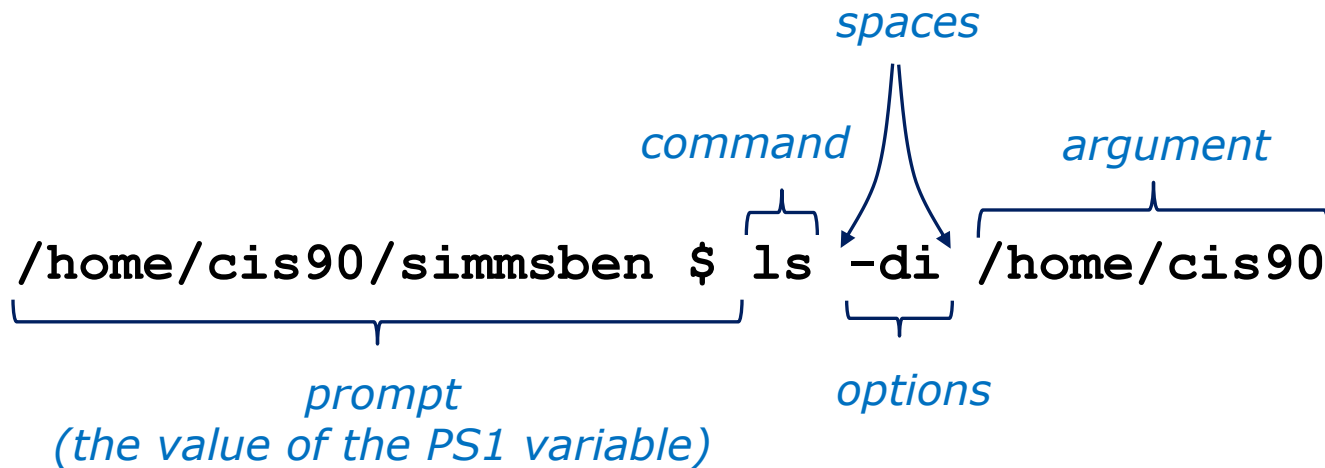 spaces
command
argument
/home/cis90/simmsben $ ls -di /home/cis90
prompt
(the value of the PS1 variable)
options